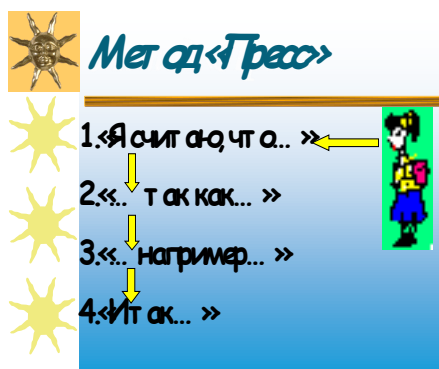 Метод «Пресс»
1.«Я считаю, что... »
2.«.. так как... »
3.«.. например... »
4.«Итак... »